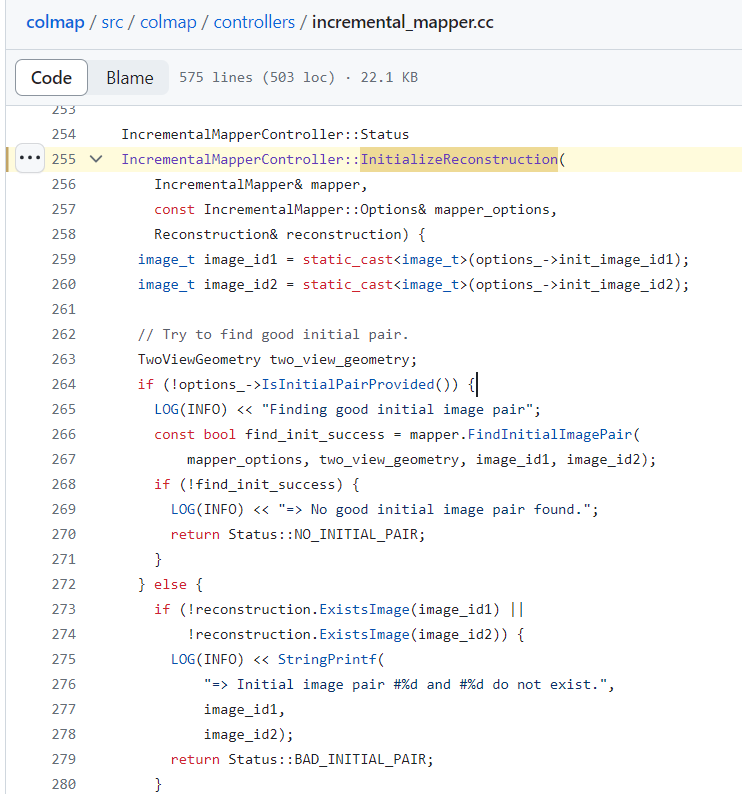 colmap / src / colmap / controllers / incremental_mapper.cc
Code Blame 575 lines (503 loc) · 22.1 KB
253
254 IncrementalMapperController::Status
255 IncrementalMapperController::InitializeReconstruction(
256 IncrementalMapper& mapper,
257 const IncrementalMapper::Options& mapper_options,
258 Reconstruction& reconstruction) {
259 image_t image_id1 = static_cast<image_t>(options_->init_image_id1);
260 image_t image_id2 = static_cast<image_t>(options_->init_image_id2);
261
262 // Try to find good initial pair.
263 TwoViewGeometry two_view_geometry;
264 if (!options_->IsInitialPairProvided()) {
265 LOG(INFO) << "Finding good initial image pair";
266 const bool find_init_success = mapper.FindInitialImagePair(
267 mapper_options, two_view_geometry, image_id1, image_id2);
268 if (!find_init_success) {
269 LOG(INFO) << "=> No good initial image pair found.";
270 return Status::NO_INITIAL_PAIR;
271 }
272 } else {
273 if (!reconstruction.ExistsImage(image_id1) ||
274 !reconstruction.ExistsImage(image_id2)) {
275 LOG(INFO) << StringPrintf(
276 "=> Initial image pair #%d and #%d do not exist.",
277 image_id1,
278 image_id2);
279 return Status::BAD_INITIAL_PAIR;
280 }